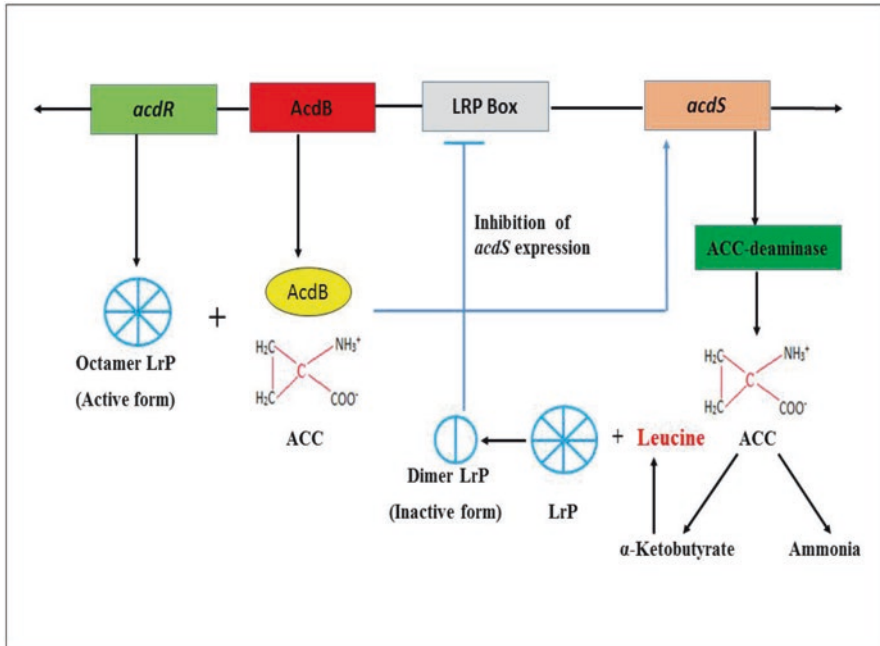 acdR
AcdB
LRP Box
acdS
Inhibition of
acdS expression
ACC-deaminase
AcdB
+
Octamer LrP
(Active form)
H₂C
NH₃⁺
C
H₂C
COO⁻
ACC
H₂C
NH₃⁺
C
H₂C
COO⁻
ACC
+
Leucine
Dimer LrP
(Inactive form)
LrP
α-Ketobutyrate
Ammonia